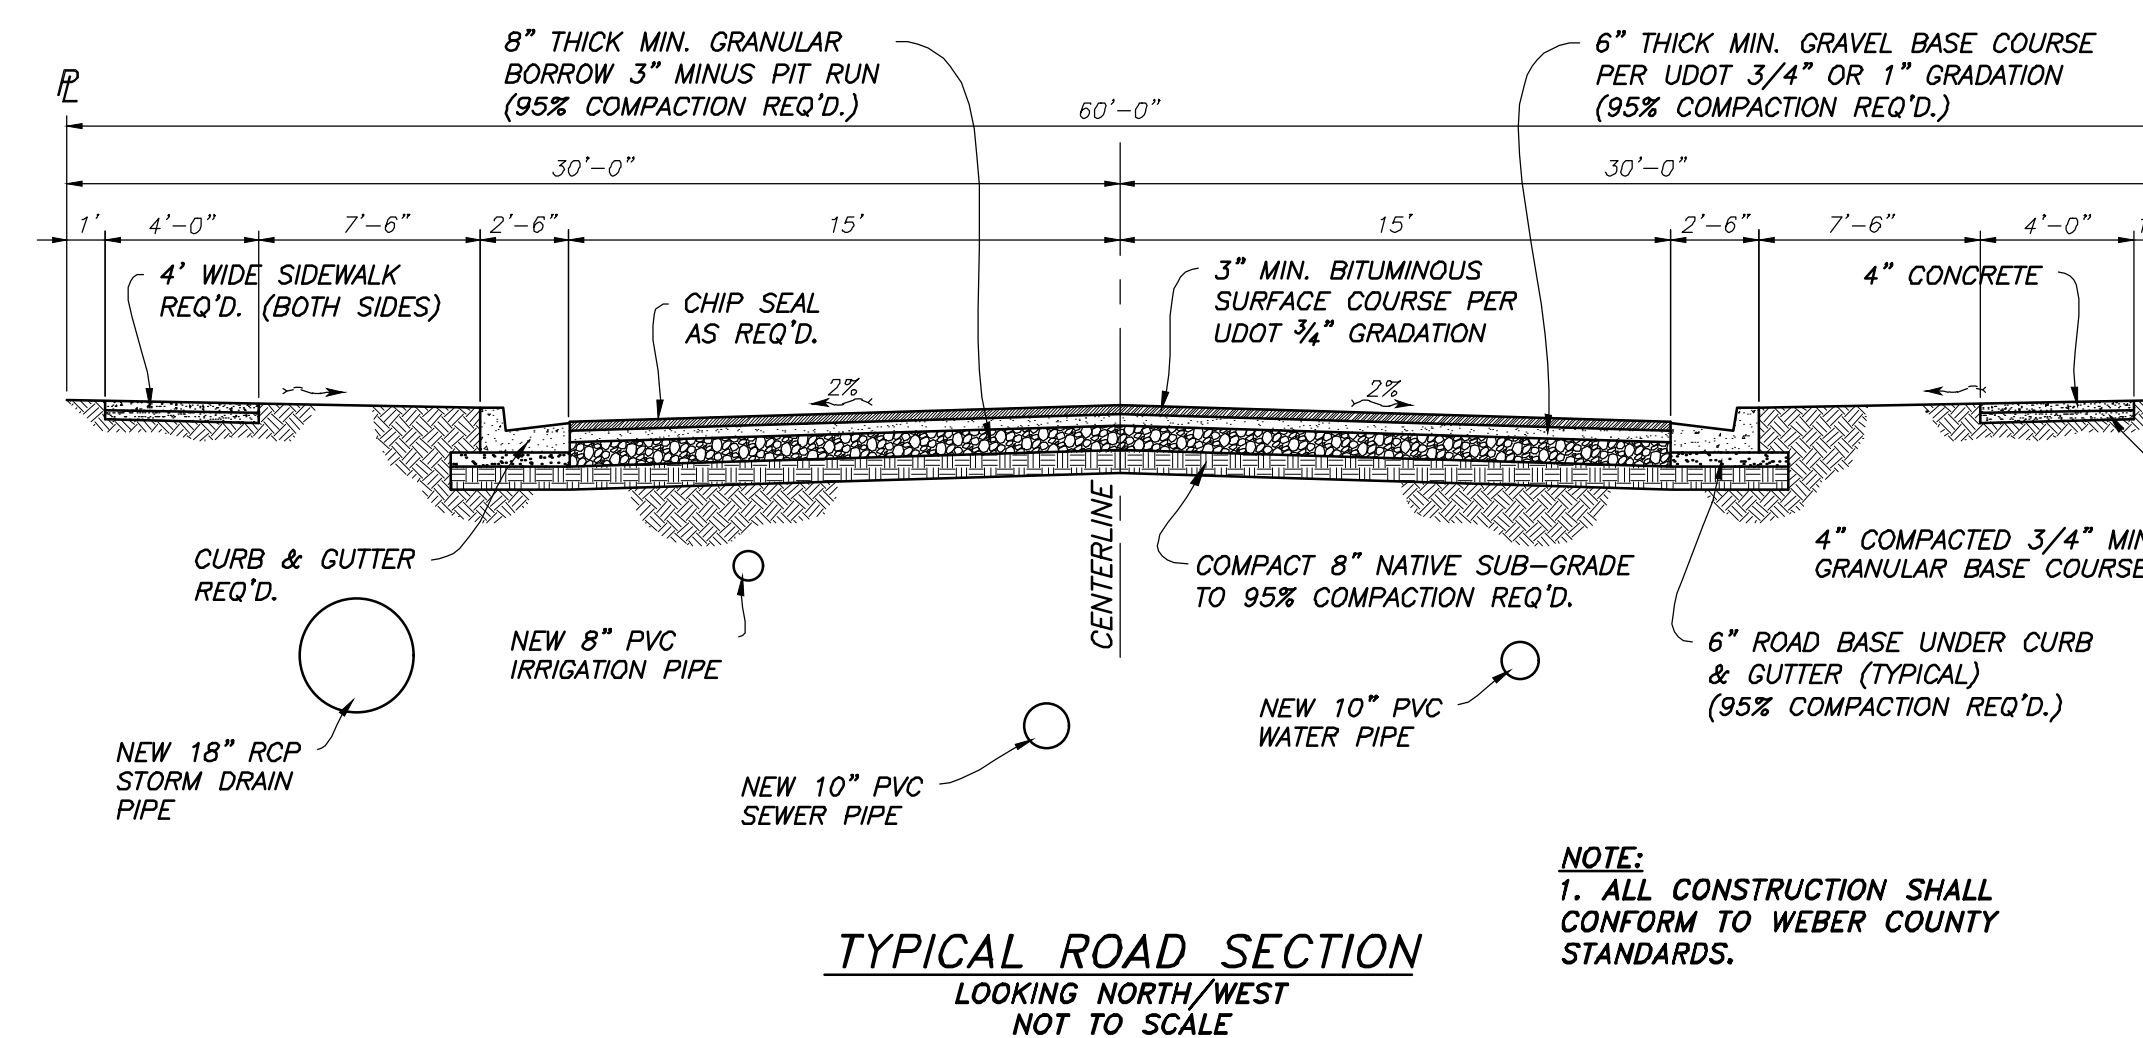 8" THICK MIN. GRANULAR
BORROW 3" MINUS PIT RUN
(95% COMPACTION REQ'D.)
6" THICK MIN. GRAVEL BASE COURSE
PER UDOT 3/4" OR 1" GRADATION
(95% COMPACTION REQ'D.)
PL
60'-0"
30'-0"
30'-0"
1'
4'-0"
7'-6"
2'-6"
15'
15'
2'-6"
7'-6"
4'-0"
4' WIDE SIDEWALK
REQ'D. (BOTH SIDES)
CHIP SEAL
AS REQ'D.
3" MIN. BITUMINOUS
SURFACE COURSE PER
UDOT 3/4" GRADATION
4" CONCRETE
2%
2%
CENTERLINE
CURB & GUTTER
REQ'D.
COMPACT 8" NATIVE SUB-GRADE
TO 95% COMPACTION REQ'D.
4" COMPACTED 3/4" MIN
GRANULAR BASE COURSE
NEW 8" PVC
IRRIGATION PIPE
6" ROAD BASE UNDER CURB
& GUTTER (TYPICAL)
(95% COMPACTION REQ'D.)
NEW 18" RCP
STORM DRAIN
PIPE
NEW 10" PVC
SEWER PIPE
NEW 10" PVC
WATER PIPE
NOTE:
1. ALL CONSTRUCTION SHALL
CONFORM TO WEBER COUNTY
STANDARDS.
TYPICAL ROAD SECTION
LOOKING NORTH/WEST
NOT TO SCALE